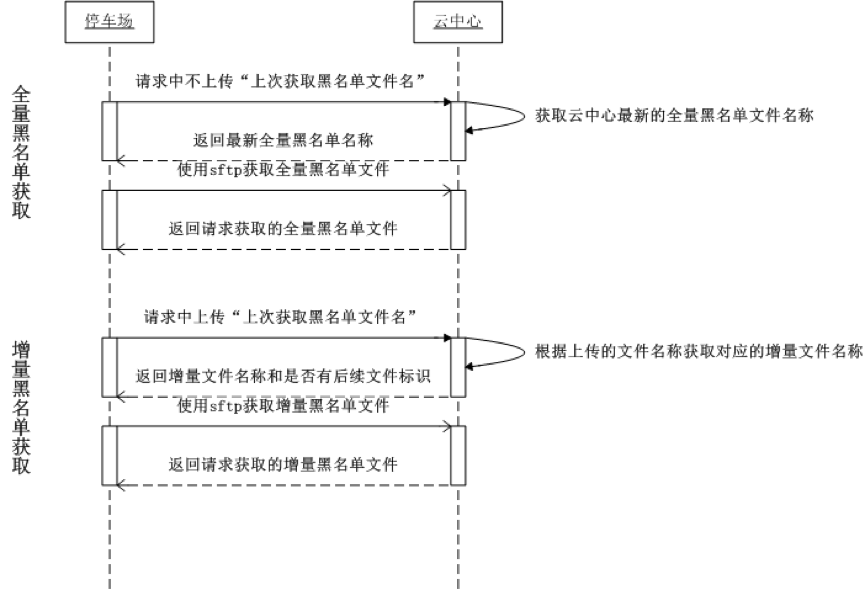 停车场
云中心
全量黑名单获取
请求中不上传“上次获取黑名单文件名”
获取云中心最新的全量黑名单文件名称
返回最新全量黑名单名称
使用sftp获取全量黑名单文件
返回请求获取的全量黑名单文件
增量黑名单获取
请求中上传“上次获取黑名单文件名”
根据上传的文件名称获取对应的增量文件名称
返回增量文件名称和是否有后续文件标识
使用sftp获取增量黑名单文件
返回请求获取的增量黑名单文件